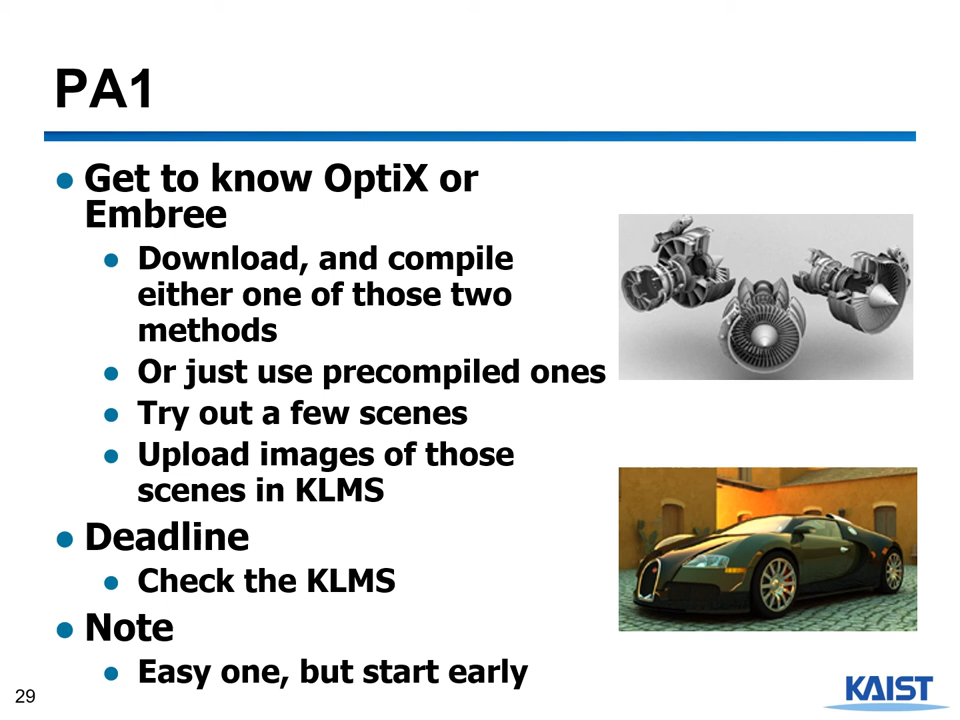 PA1
● Get to know OptiX or
Embree
● Download, and compile
either one of those two
methods
● Or just use precompiled ones
● Try out a few scenes
● Upload images of those
scenes in KLMS
● Deadline
● Check the KLMS
● Note
● Easy one, but start early
29
KAIST